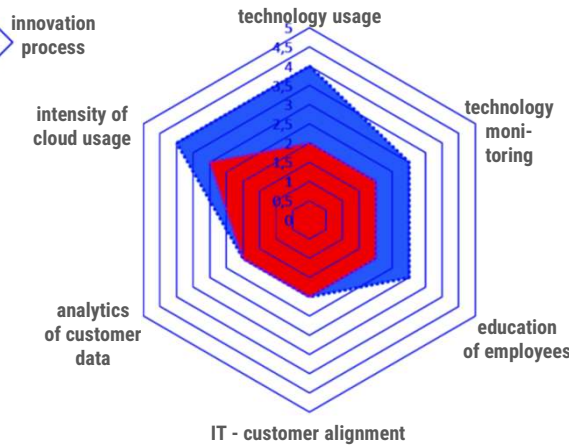 innovation
process
technology usage
5
4,5
4
3,5
3
2,5
2
1,5
1
0,5
0
intensity of
cloud usage
technology
moni-
toring
analytics
of customer
data
education
of employees
IT - customer alignment